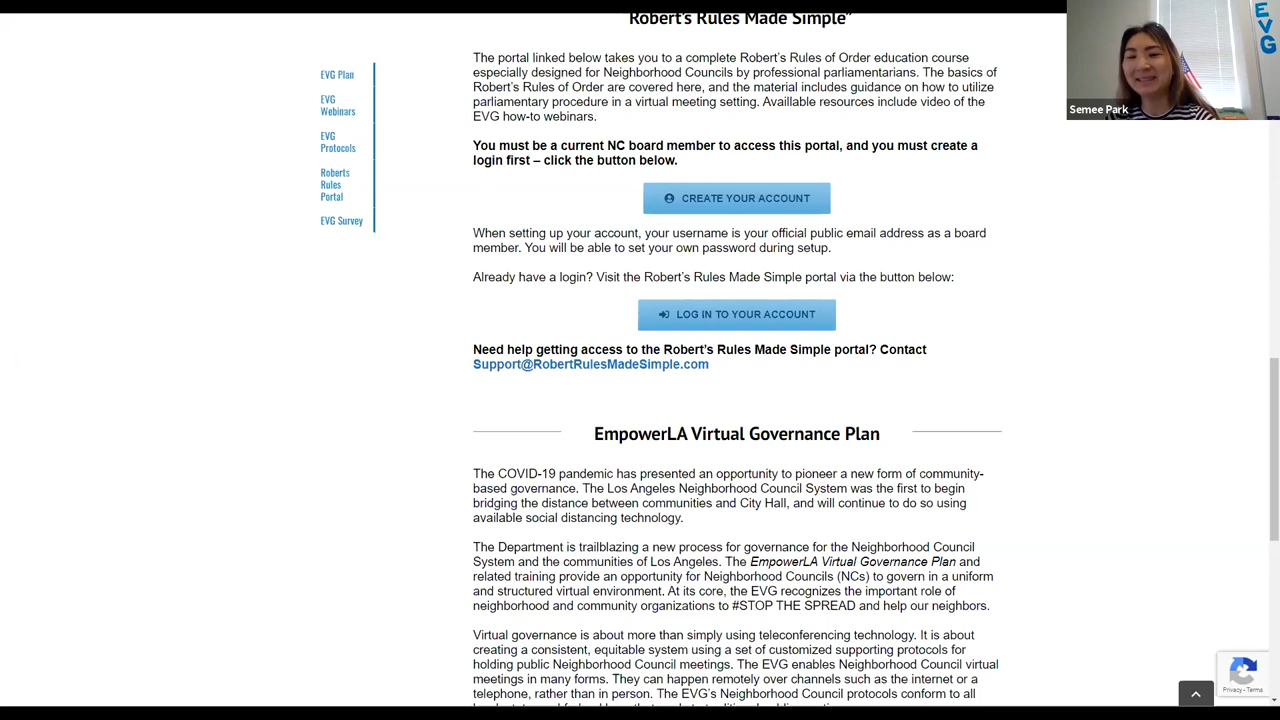 Robert's Rules Made Simple"
EVG
Semee Park
EVG Plan
EVG
Webinars
EVG
Protocols
Roberts
Rules
Portal
EVG Survey
The portal linked below takes you to a complete Robert's Rules of Order education course
especially designed for Neighborhood Councils by professional parliamentarians. The basics of
Robert's Rules of Order are covered here, and the material includes guidance on how to utilize
parliamentary procedure in a virtual meeting setting. Availlable resources include video of the
EVG how-to webinars.
You must be a current NC board member to access this portal, and you must create a
login first – click the button below.
CREATE YOUR ACCOUNT
When setting up your account, your username is your official public email address as a board
member. You will be able to set your own password during setup.
Already have a login? Visit the Robert's Rules Made Simple portal via the button below:
LOG IN TO YOUR ACCOUNT
Need help getting access to the Robert's Rules Made Simple portal? Contact
Support@RobertRulesMadeSimple.com
EmpowerLA Virtual Governance Plan
The COVID-19 pandemic has presented an opportunity to pioneer a new form of community-
based governance. The Los Angeles Neighborhood Council System was the first to begin
bridging the distance between communities and City Hall, and will continue to do so using
available social distancing technology.
The Department is trailblazing a new process for governance for the Neighborhood Council
System and the communities of Los Angeles. The EmpowerLA Virtual Governance Plan and
related training provide an opportunity for Neighborhood Councils (NCs) to govern in a uniform
and structured virtual environment. At its core, the EVG recognizes the important role of
neighborhood and community organizations to #STOP THE SPREAD and help our neighbors.
Virtual governance is about more than simply using teleconferencing technology. It is about
creating a consistent, equitable system using a set of customized supporting protocols for
holding public Neighborhood Council meetings. The EVG enables Neighborhood Council virtual
meetings in many forms. They can happen remotely over channels such as the internet or a
telephone, rather than in person. The EVG's Neighborhood Council protocols conform to all
Privacy - Terms